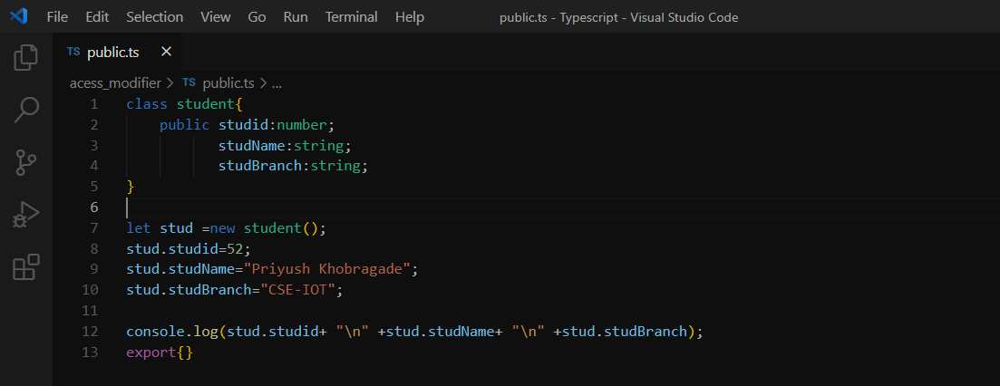 File Edit Selection View Go Run Terminal Help public.ts - Typescript - Visual Studio Code
TS public.ts ×
acess_modifier > TS public.ts > ...
1 class student{
2 public studid:number;
3 studName:string;
4 studBranch:string;
5 }
6
7 let stud =new student();
8 stud.studid=52;
9 stud.studName="Priyush Khobragade";
10 stud.studBranch="CSE-IOT";
11
12 console.log(stud.studid+ "\n" +stud.studName+ "\n" +stud.studBranch);
13 export{}